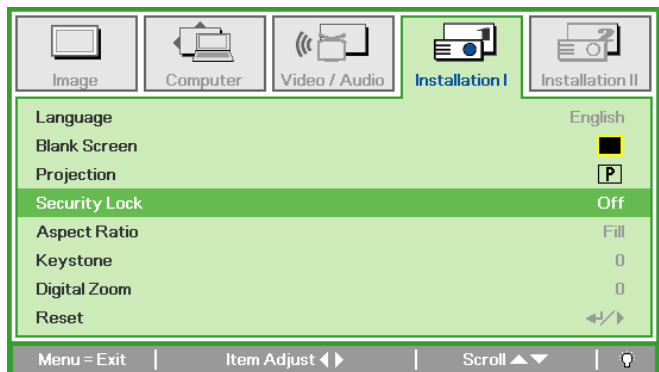 Image Computer Video / Audio Installation I Installation II
Language English
Blank Screen
Projection P
Security Lock Off
Aspect Ratio Fill
Keystone 0
Digital Zoom 0
Reset
Menu = Exit Item Adjust Scroll